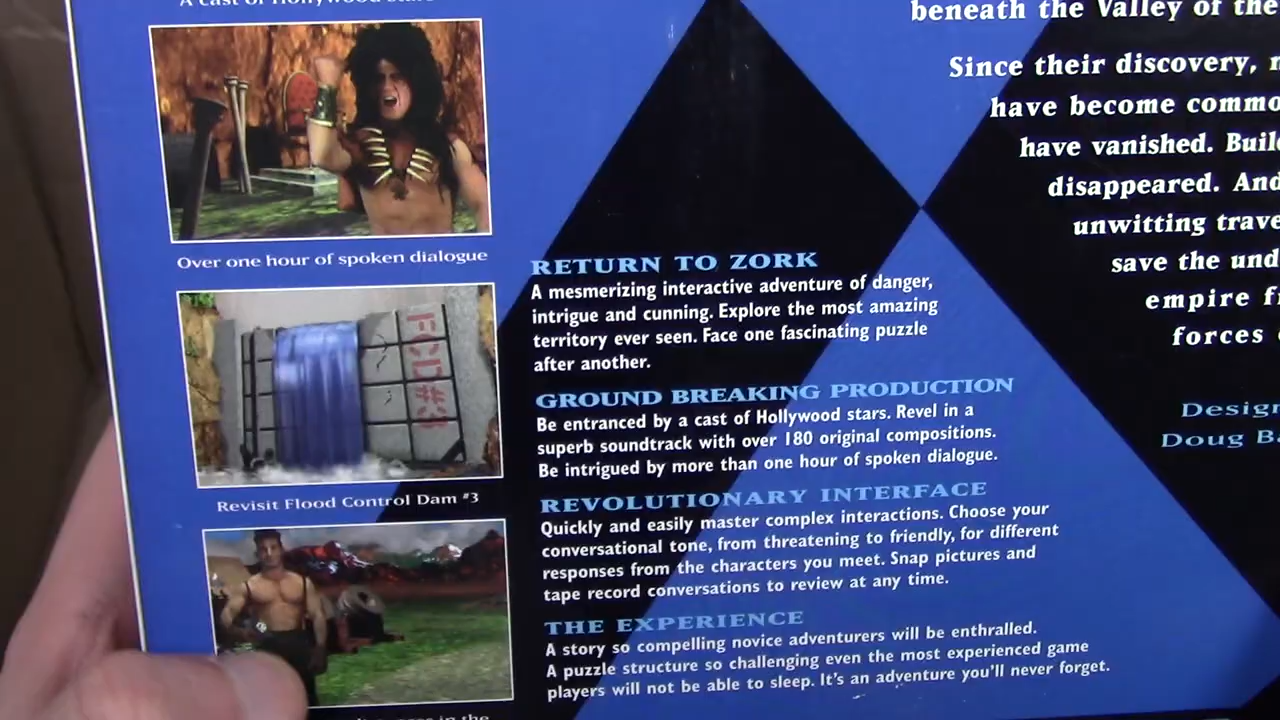 A cast of Hollywood stars
Over one hour of spoken dialogue
FCD#3
Revisit Flood Control Dam #3
in the
RETURN TO ZORK
A mesmerizing interactive adventure of danger,
intrigue and cunning. Explore the most amazing
territory ever seen. Face one fascinating puzzle
after another.
GROUND BREAKING PRODUCTION
Be entranced by a cast of Hollywood stars. Revel in a
superb soundtrack with over 180 original compositions.
Be intrigued by more than one hour of spoken dialogue.
REVOLUTIONARY INTERFACE
Quickly and easily master complex interactions. Choose your
conversational tone, from threatening to friendly, for different
responses from the characters you meet. Snap pictures and
tape record conversations to review at any time.
THE EXPERIENCE
A story so compelling novice adventurers will be enthralled.
A puzzle structure so challenging even the most experienced game
players will not be able to sleep. It's an adventure you'll never forget.
beneath the Valley of the
Since their discovery,
have become
have vanished.
disappeared. And
unwitting
save the
empire
forces
Doug